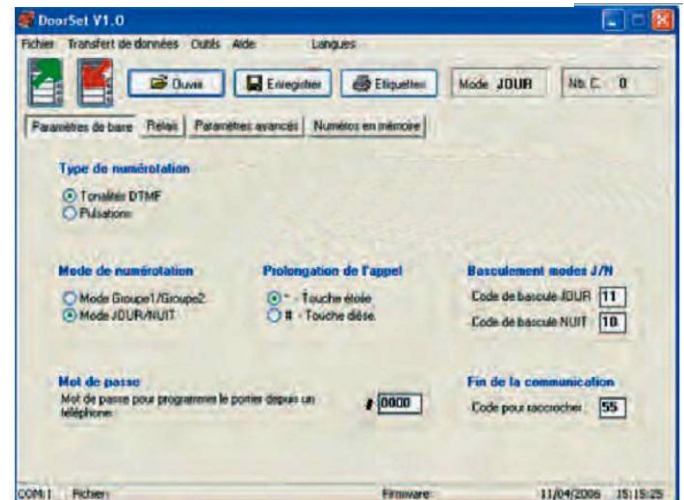 DoorSet V1.0
Fichier Transfert de données Outils Aide Langues
Ouvrir Enregistrer Etiquettes Mode JOUR Nb. C. 0
Paramètres de base Relais Paramètres avancés Numéros en mémoire
Type de numérotation
Tonalités DTMF
Pulsations
Mode de numérotation Prolongation de l'appel Basculement modes J/N
Mode Groupe1/Groupe2 * - Touche étoile Code de bascule JOUR 11
Mode JOUR/NUIT # - Touche dièse. Code de bascule NUIT 10
Mot de passe Fin de la communication
Mot de passe pour programmer le portier depuis un téléphone: # 0000 Code pour raccrocher 55
COM:1 Fichier: Firmware: 11/04/2006 15:15:25